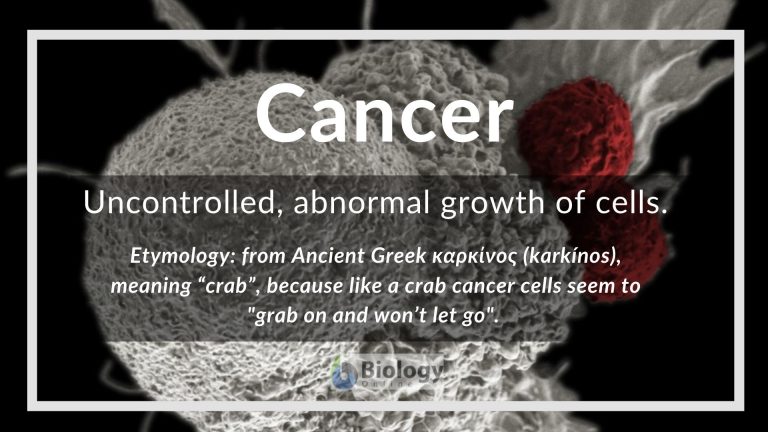 Cancer
Uncontrolled, abnormal growth of cells.
Etymology: from Ancient Greek καρκίνος (karkínos),
meaning “crab”, because like a crab cancer cells seem to
"grab on and won’t let go".
Biology
Online